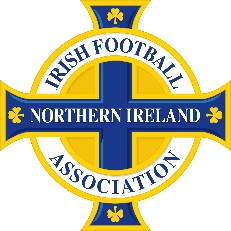 IRISH FOOTBALL
NORTHERN IRELAND
ASSOCIATION